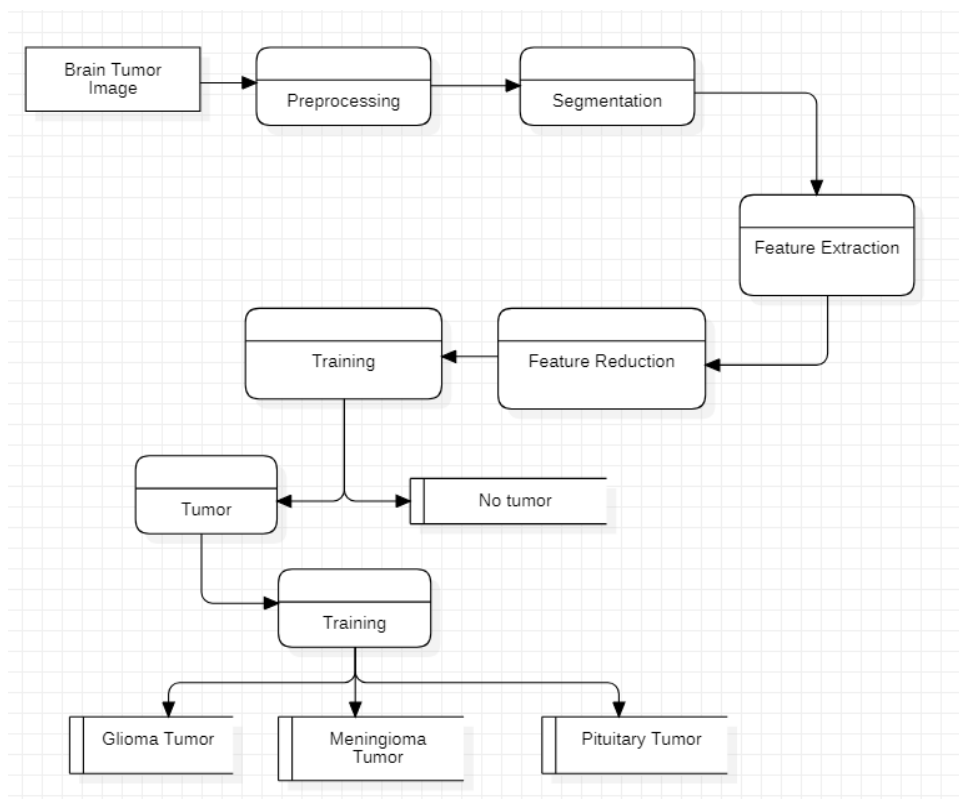 Brain Tumor
Image
Preprocessing
Segmentation
Feature Extraction
Feature Reduction
Training
Tumor
No tumor
Training
Glioma Tumor
Meningioma
Tumor
Pituitary Tumor